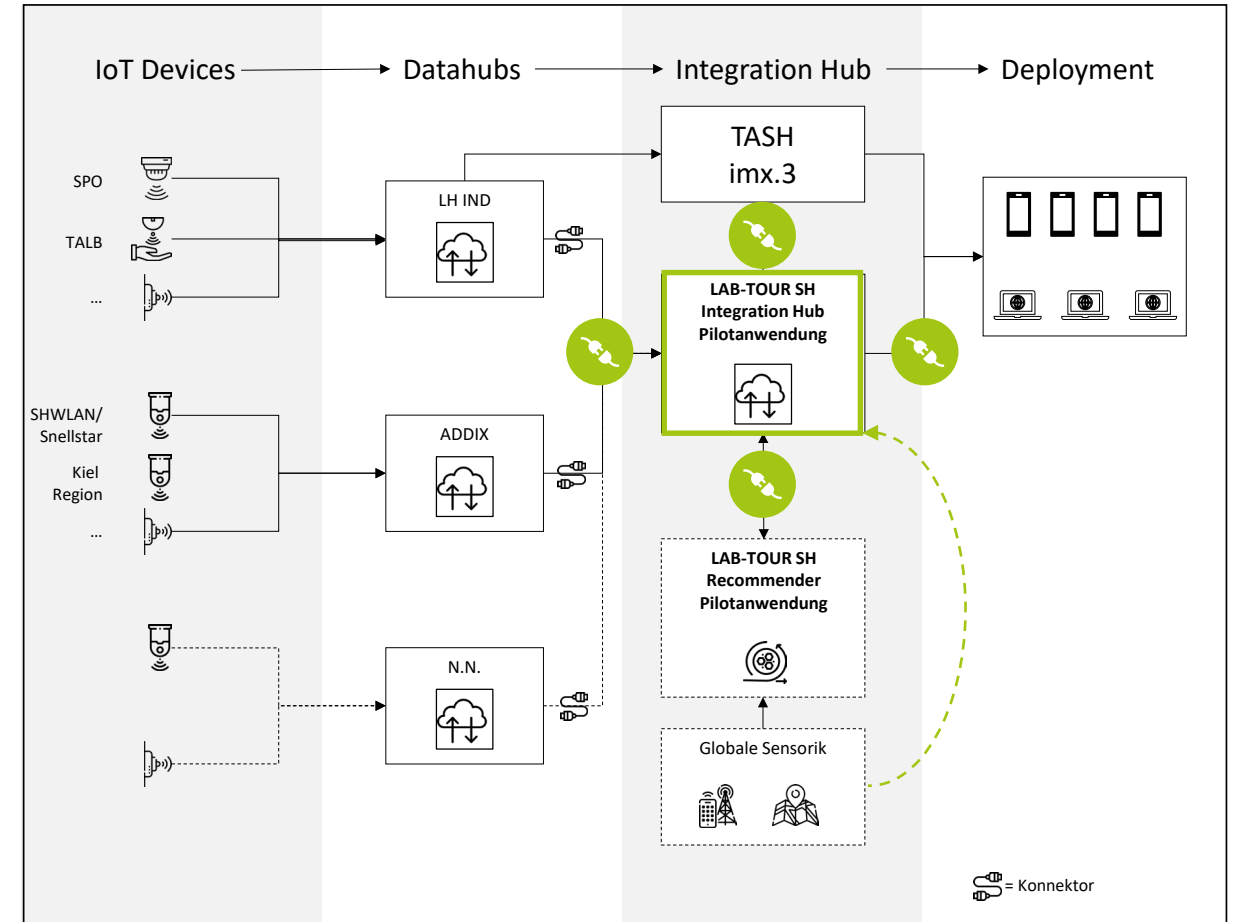 IoT Devices
Datahubs
Integration Hub
Deployment
SPO
TALB
...
LH IND
TASH
imx.3
LAB-TOUR SH
Integration Hub
Pilotanwendung
SHWLAN/
Snellstar
Kiel
Region
...
ADDIX
N.N.
LAB-TOUR SH
Recommender
Pilotanwendung
Globale Sensorik
= Konnektor